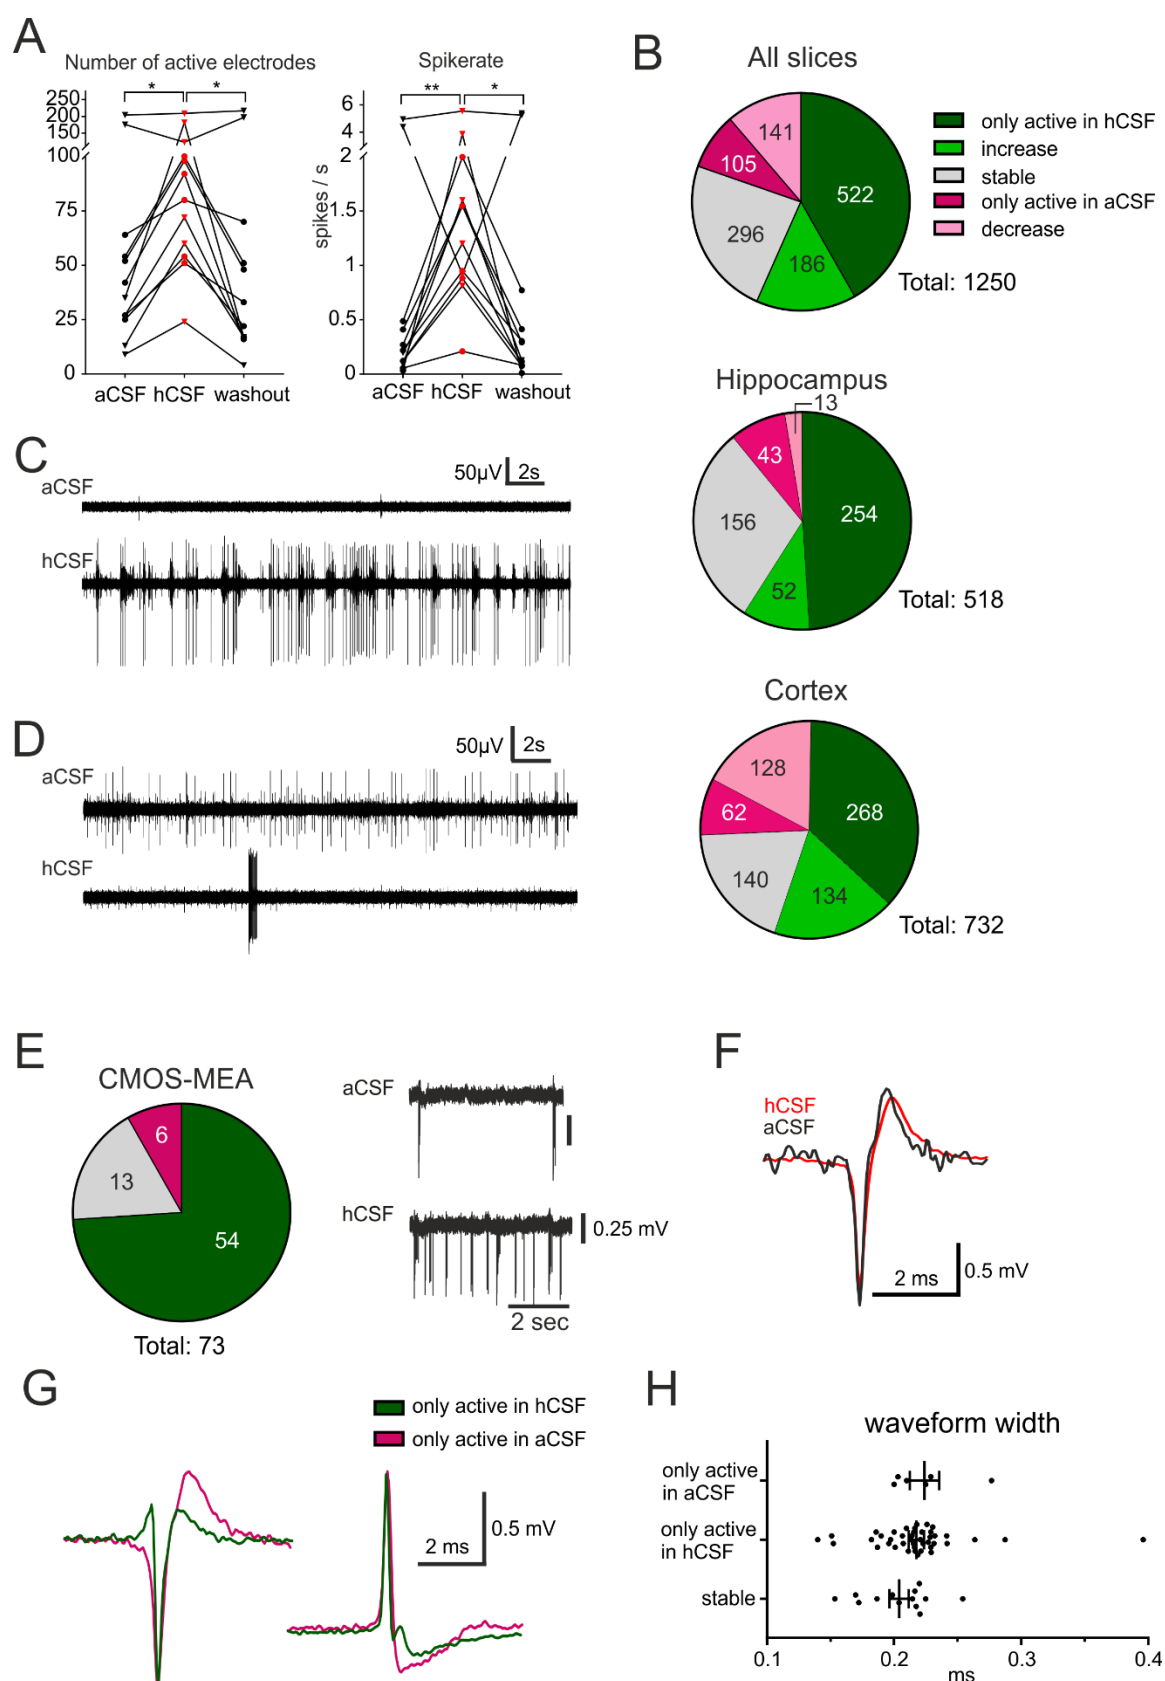 A
Number of active electrodes
* *
250
200
150
100
75
50
25
0
aCSF hCSF washout
Spikerate
** *
spikes / s
6
4
2
1.5
1
0.5
0
aCSF hCSF washout
B
All slices
141
105
522
296
186
only active in hCSF
increase
stable
only active in aCSF
decrease
Total: 1250
Hippocampus
13
43
156
254
52
Total: 518
Cortex
128
62
268
140
134
Total: 732
C
aCSF
50µV 2s
hCSF
D
aCSF
50µV 2s
hCSF
E
CMOS-MEA
6
13
54
Total: 73
aCSF
hCSF
0.25 mV
2 sec
F
hCSF
aCSF
2 ms
0.5 mV
G
only active in hCSF
only active in aCSF
2 ms
0.5 mV
H
waveform width
only active
in aCSF
only active
in hCSF
stable
0.1 0.2 0.3 0.4
ms